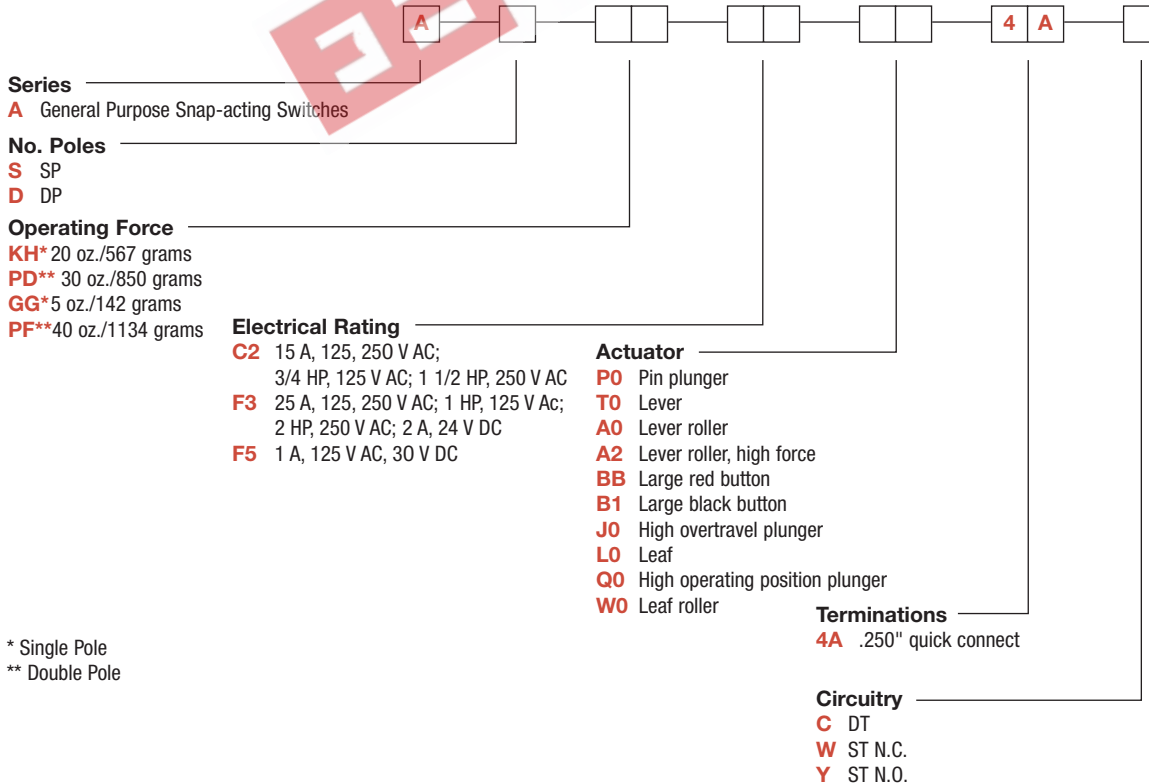 A 4 A
Series
A General Purpose Snap-acting Switches
No. Poles
S SP
D DP
Operating Force
KH* 20 oz./567 grams
PD** 30 oz./850 grams
GG* 5 oz./142 grams
PF** 40 oz./1134 grams
Electrical Rating
C2 15 A, 125, 250 V AC;
3/4 HP, 125 V AC; 1 1/2 HP, 250 V AC
F3 25 A, 125, 250 V AC; 1 HP, 125 V Ac;
2 HP, 250 V AC; 2 A, 24 V DC
F5 1 A, 125 V AC, 30 V DC
Actuator
P0 Pin plunger
T0 Lever
A0 Lever roller
A2 Lever roller, high force
BB Large red button
B1 Large black button
J0 High overtravel plunger
L0 Leaf
Q0 High operating position plunger
W0 Leaf roller
Terminations
4A .250" quick connect
* Single Pole
** Double Pole
Circuitry
C DT
W ST N.C.
Y ST N.O.